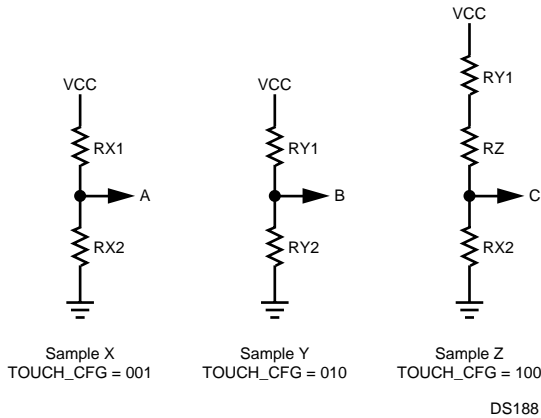 VCC
RX1
A
RX2
Sample X
TOUCH_CFG = 001
VCC
RY1
B
RY2
Sample Y
TOUCH_CFG = 010
VCC
RY1
RZ
C
RX2
Sample Z
TOUCH_CFG = 100
DS188